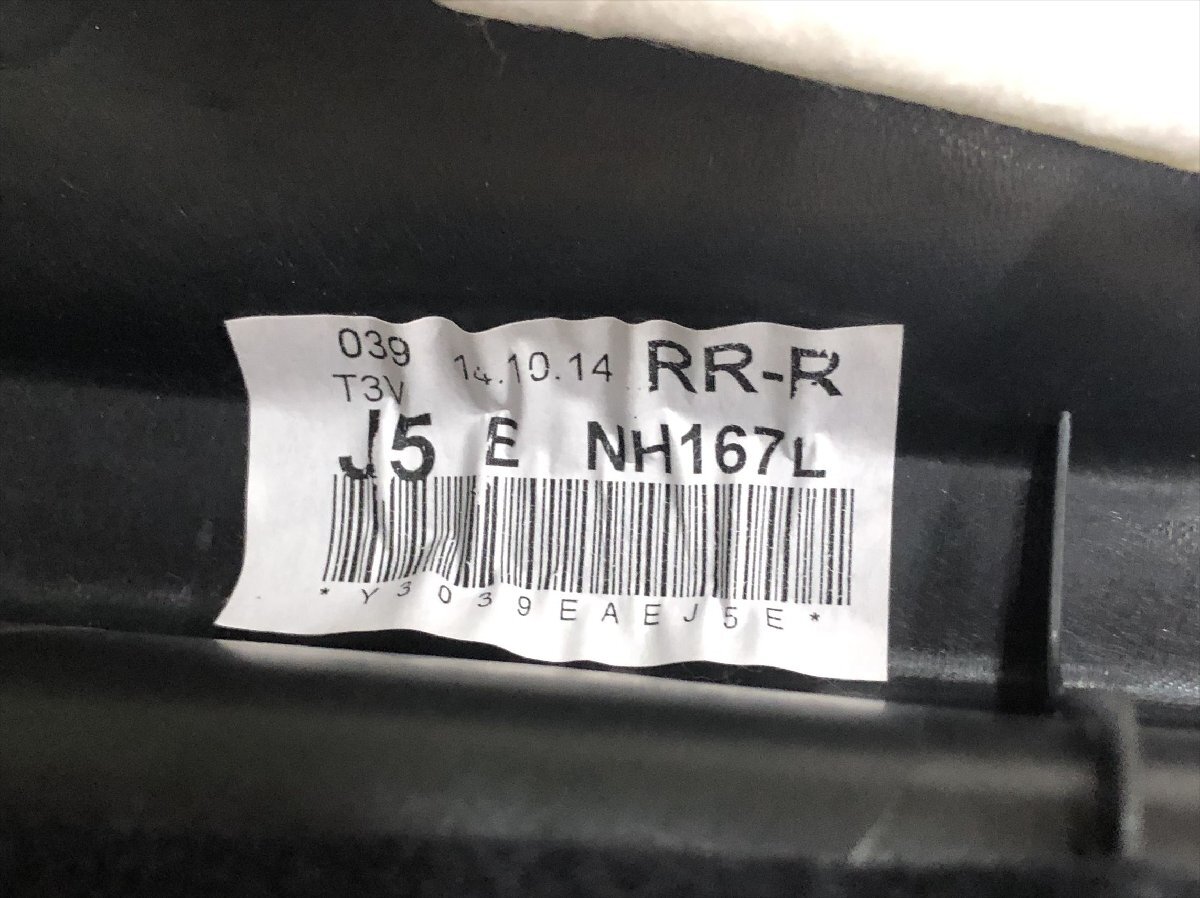 039 14.10.14 RR-R
T3V
J5 E NH167L
*Y3039EAEJ5E*